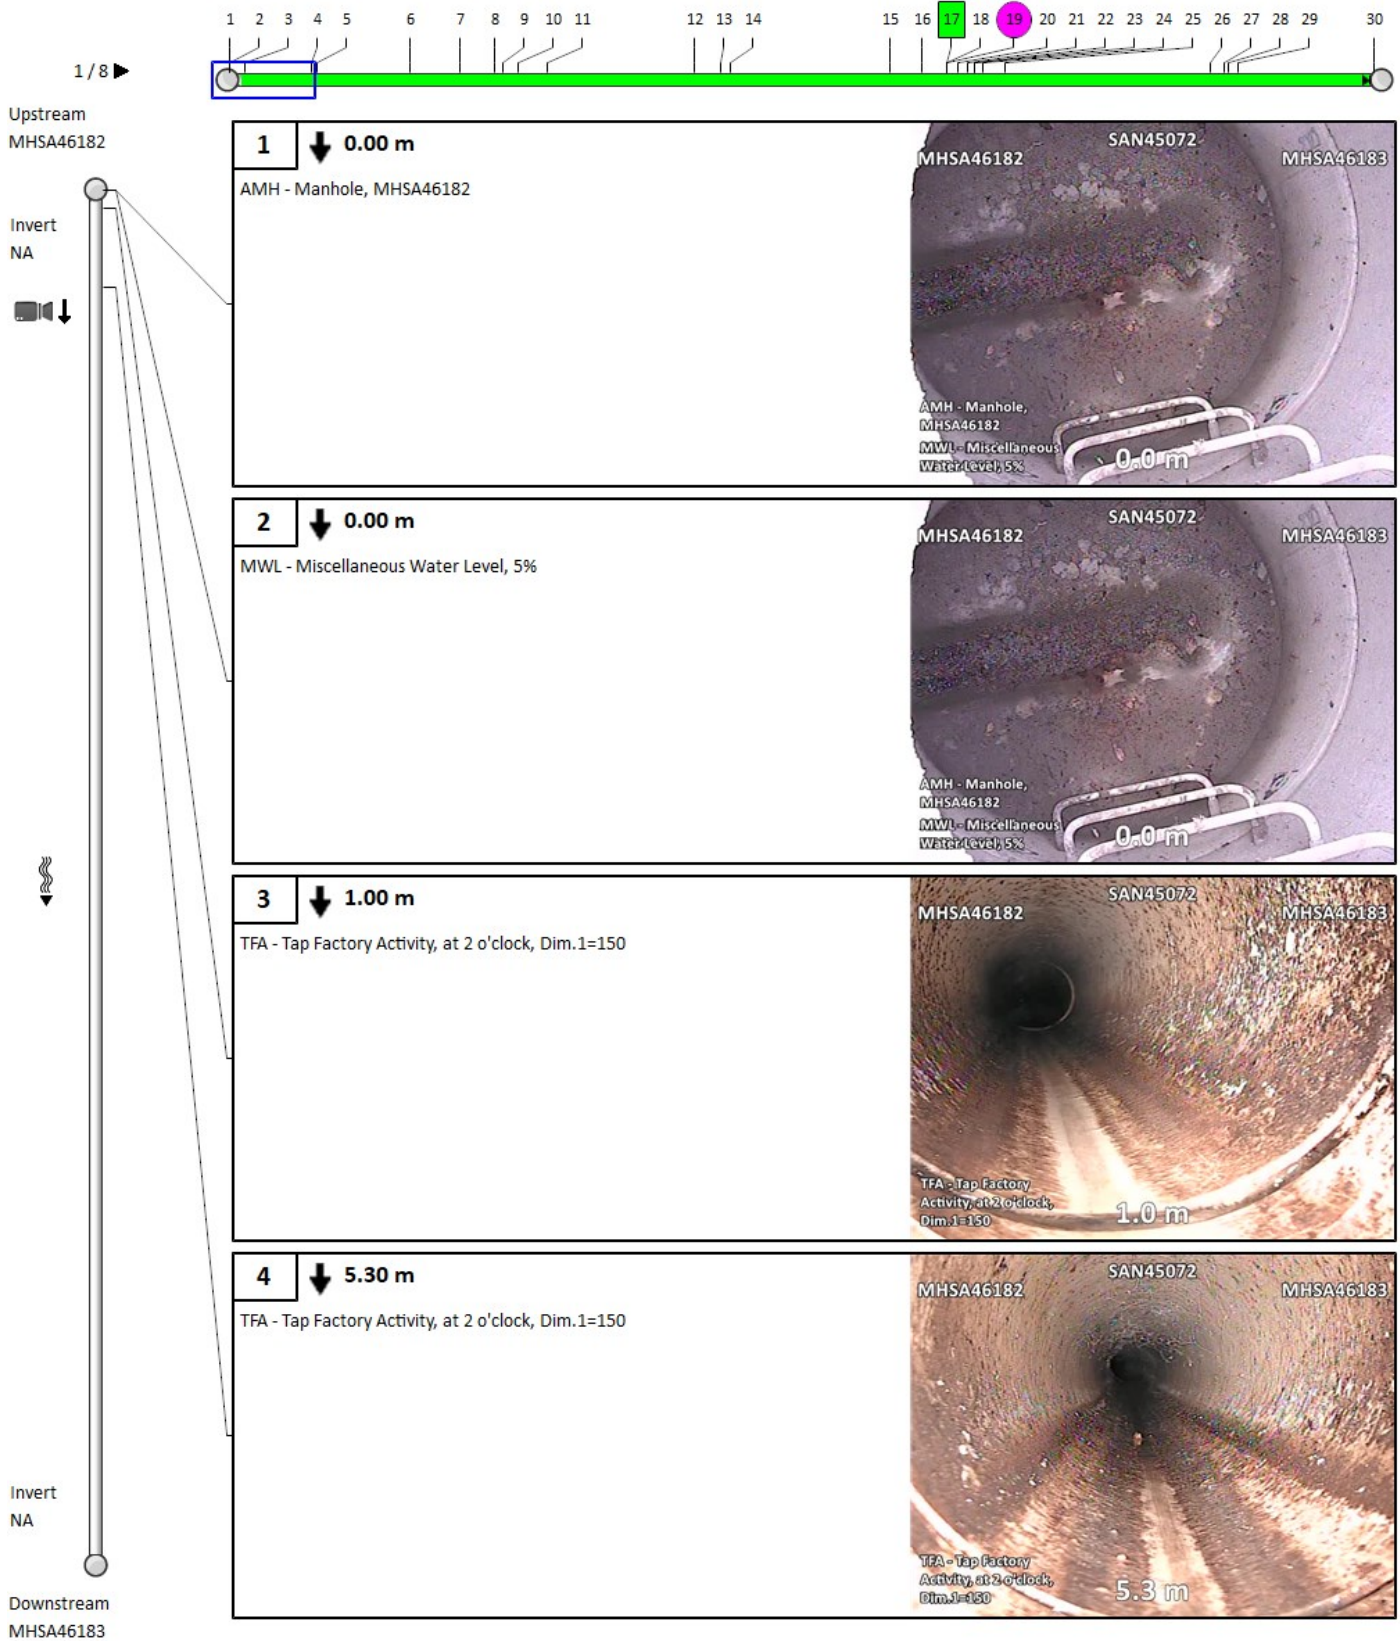 1 2 3 4 5 6 7 8 9 10 11 12 13 14 15 16 17 18 19 20 21 22 23 24 25 26 27 28 29 30
1 / 8
Upstream
MHSA46182
Invert
NA
1 0.00 m
AMH - Manhole, MHSA46182
SAN45072
MHSA46182 MHSA46183
AMH - Manhole,
MHSA46182
MWL - Miscellaneous
Water Level, 5%
0.0 m
2 0.00 m
MWL - Miscellaneous Water Level, 5%
SAN45072
MHSA46182 MHSA46183
AMH - Manhole,
MHSA46182
MWL - Miscellaneous
Water Level, 5%
0.0 m
3 1.00 m
TFA - Tap Factory Activity, at 2 o'clock, Dim.1=150
SAN45072
MHSA46182 MHSA46183
TFA - Tap Factory
Activity, at 2 o'clock,
Dim.1=150
1.0 m
4 5.30 m
TFA - Tap Factory Activity, at 2 o'clock, Dim.1=150
SAN45072
MHSA46182 MHSA46183
TFA - Tap Factory
Activity, at 2 o'clock,
Dim.1=150
5.3 m
Invert
NA
Downstream
MHSA46183